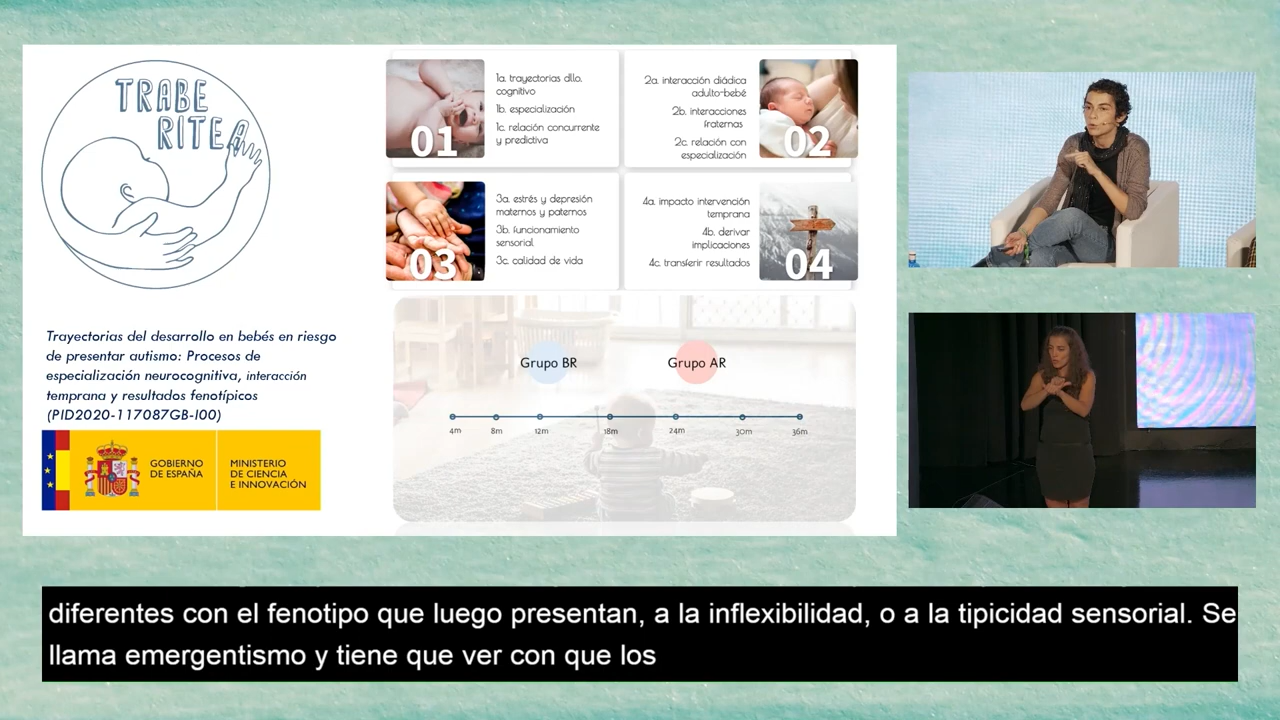 TRABE
RITEA
Trayectorias del desarrollo en bebés en riesgo
de presentar autismo: Procesos de
especialización neurocognitiva, interacción
temprana y resultados fenotípicos
(PID2020-117087GB-I00)
GOBIERNO
DE ESPAÑA
MINISTERIO
DE CIENCIA
E INNOVACIÓN
01
1a. trayectorias dllo.
cognitivo
1b. especialización
1c. relación concurrente
y predictiva
2a. interacción diádica
adulto-bebé
2b. interacciones
fraternas
2c. relación con
especialización
02
03
3a. estrés y depresión
maternos y paternos
3b. funcionamiento
sensorial
3c. calidad de vida
4a. impacto intervención
temprana
4b. derivar
implicaciones
4c. transferir resultados
04
Grupo BR
Grupo AR
4m 8m 12m 18m 24m 30m 36m
diferentes con el fenotipo que luego presentan, a la inflexibilidad, o a la tipicidad sensorial. Se
llama emergentismo y tiene que ver con que los